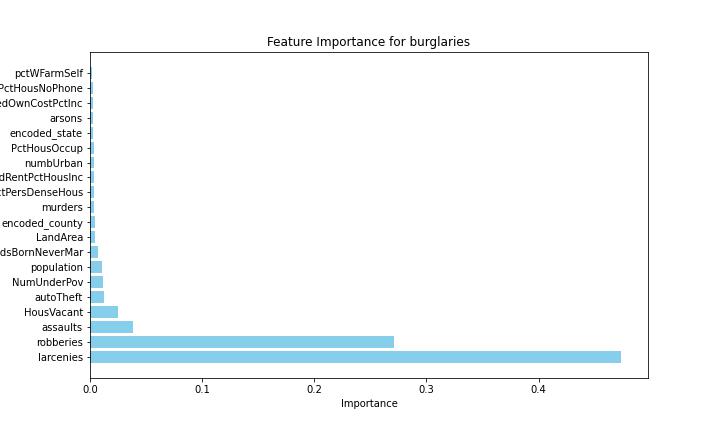 Feature Importance for burglaries
pctWFarmSelf
PctHousNoPhone
edOwnCostPctInc
arsons
encoded_state
PctHousOccup
numbUrban
dRentPctHousInc
ctPersDenseHous
murders
encoded_county
LandArea
dsBornNeverMar
population
NumUnderPov
autoTheft
HousVacant
assaults
robberies
larcenies
0.0 0.1 0.2 0.3 0.4
Importance